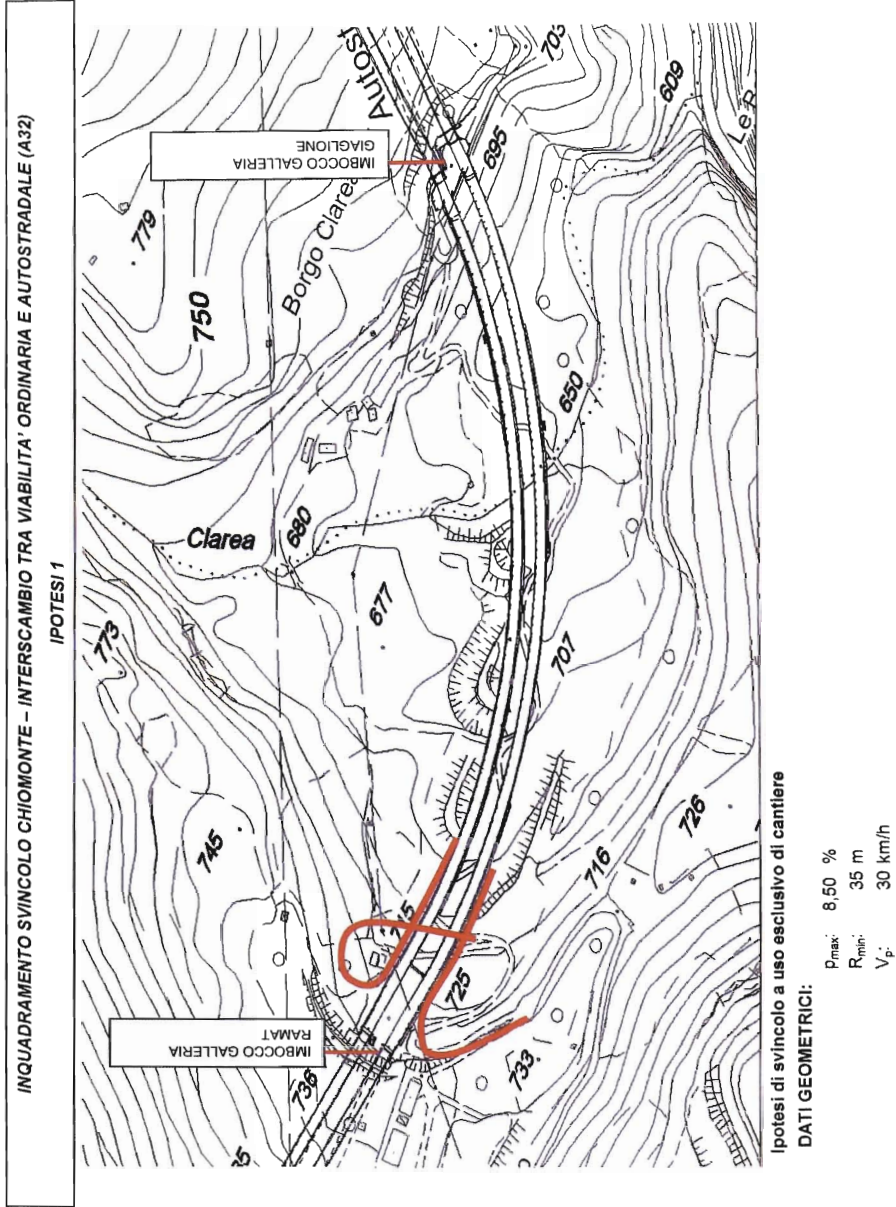 INQUADRAMENTO SVINCOLO CHIOMONTE – INTERSCAMBIO TRA VIABILITA' ORDINARIA E AUTOSTRADALE (A32)
IPOTESI 1
773
745
779
750
Borgo Clarea
Clarea
680
677
IMBOCCO GALLERIA
RAMAT
IMBOCCO GALLERIA
GIAGLIONE
Autost
703
736
725
707
695
609
650
716
733
726
Ipotesi di svincolo a uso esclusivo di cantiere
DATI GEOMETRICI:
pmax: 8,50 %
Rmin: 35 m
Vp: 30 km/h